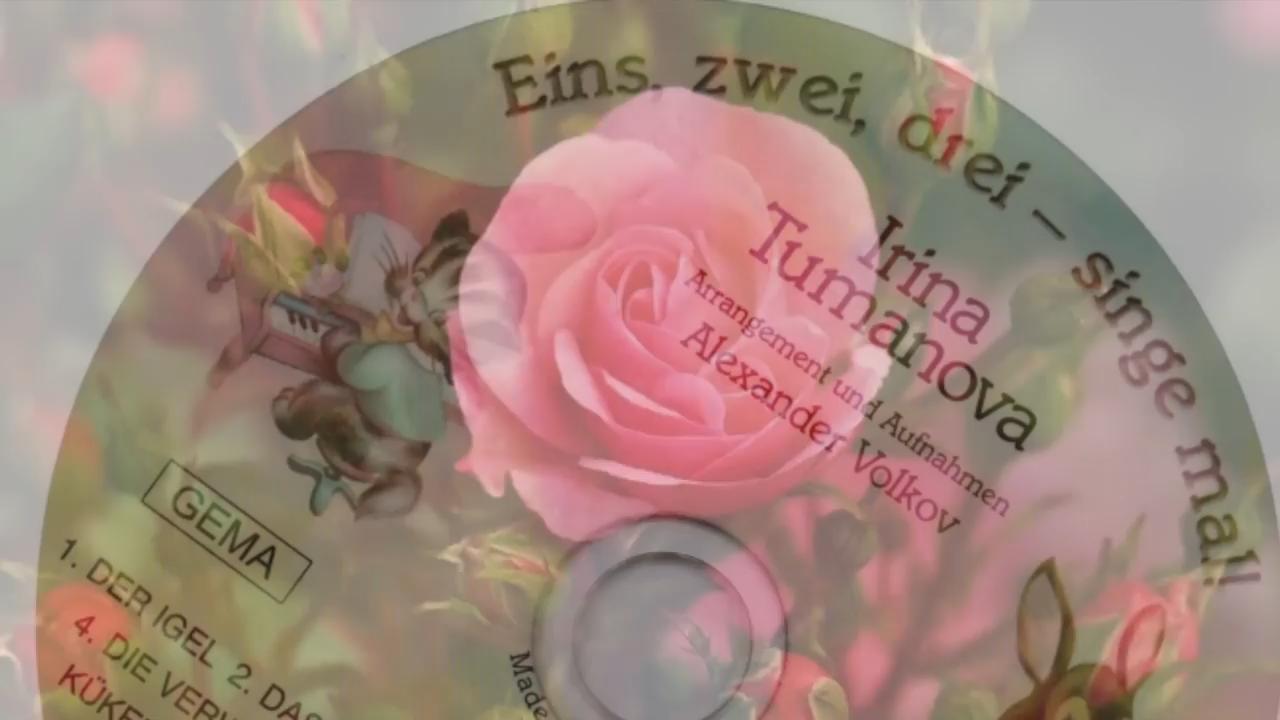 Eins, zwei, drei – singe mal!
Irina
Tumanova
Arrangement und Aufnahmen
Alexander Volkov
GEMA
1. DER IGEL 2. DAS
4. DIE
Made